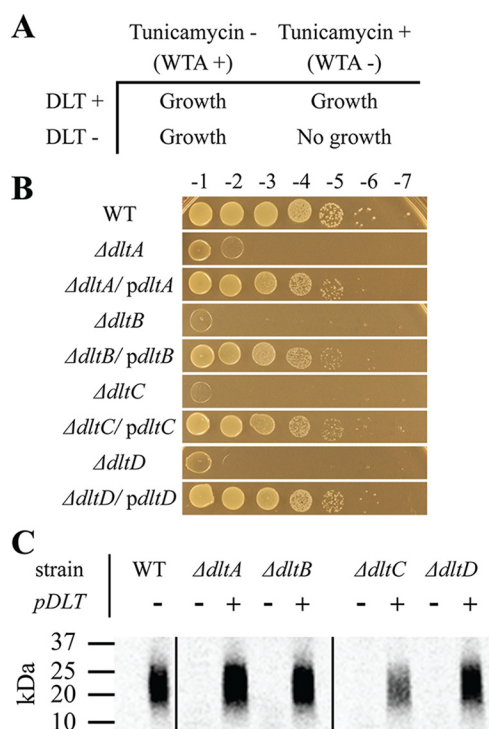 A
Tunicamycin - Tunicamycin +
(WTA +) (WTA -)
DLT + Growth Growth
DLT - Growth No growth
B
-1 -2 -3 -4 -5 -6 -7
WT
ΔdltA
ΔdltA/ pdltA
ΔdltB
ΔdltB/ pdltB
ΔdltC
ΔdltC/ pdltC
ΔdltD
ΔdltD/ pdltD
C
strain WT ΔdltA ΔdltB ΔdltC ΔdltD
pDLT - - + - + - + - +
kDa
37
25
20
10